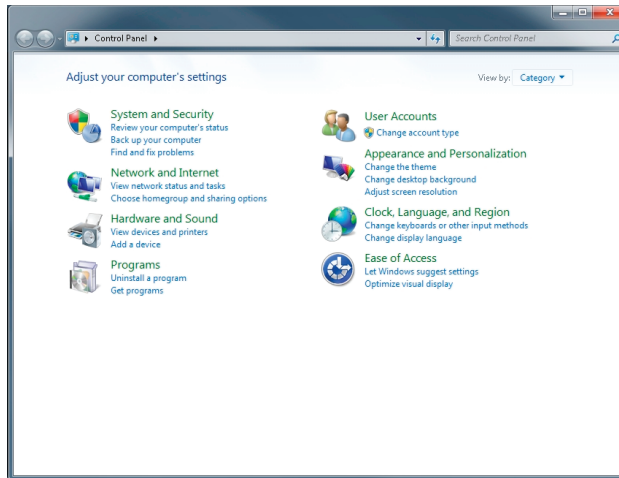 Control Panel
Search Control Panel
Adjust your computer's settings
View by: Category
System and Security
Review your computer's status
Back up your computer
Find and fix problems
Network and Internet
View network status and tasks
Choose homegroup and sharing options
Hardware and Sound
View devices and printers
Add a device
Programs
Uninstall a program
Get programs
User Accounts
Change account type
Appearance and Personalization
Change the theme
Change desktop background
Adjust screen resolution
Clock, Language, and Region
Change keyboards or other input methods
Change display language
Ease of Access
Let Windows suggest settings
Optimize visual display